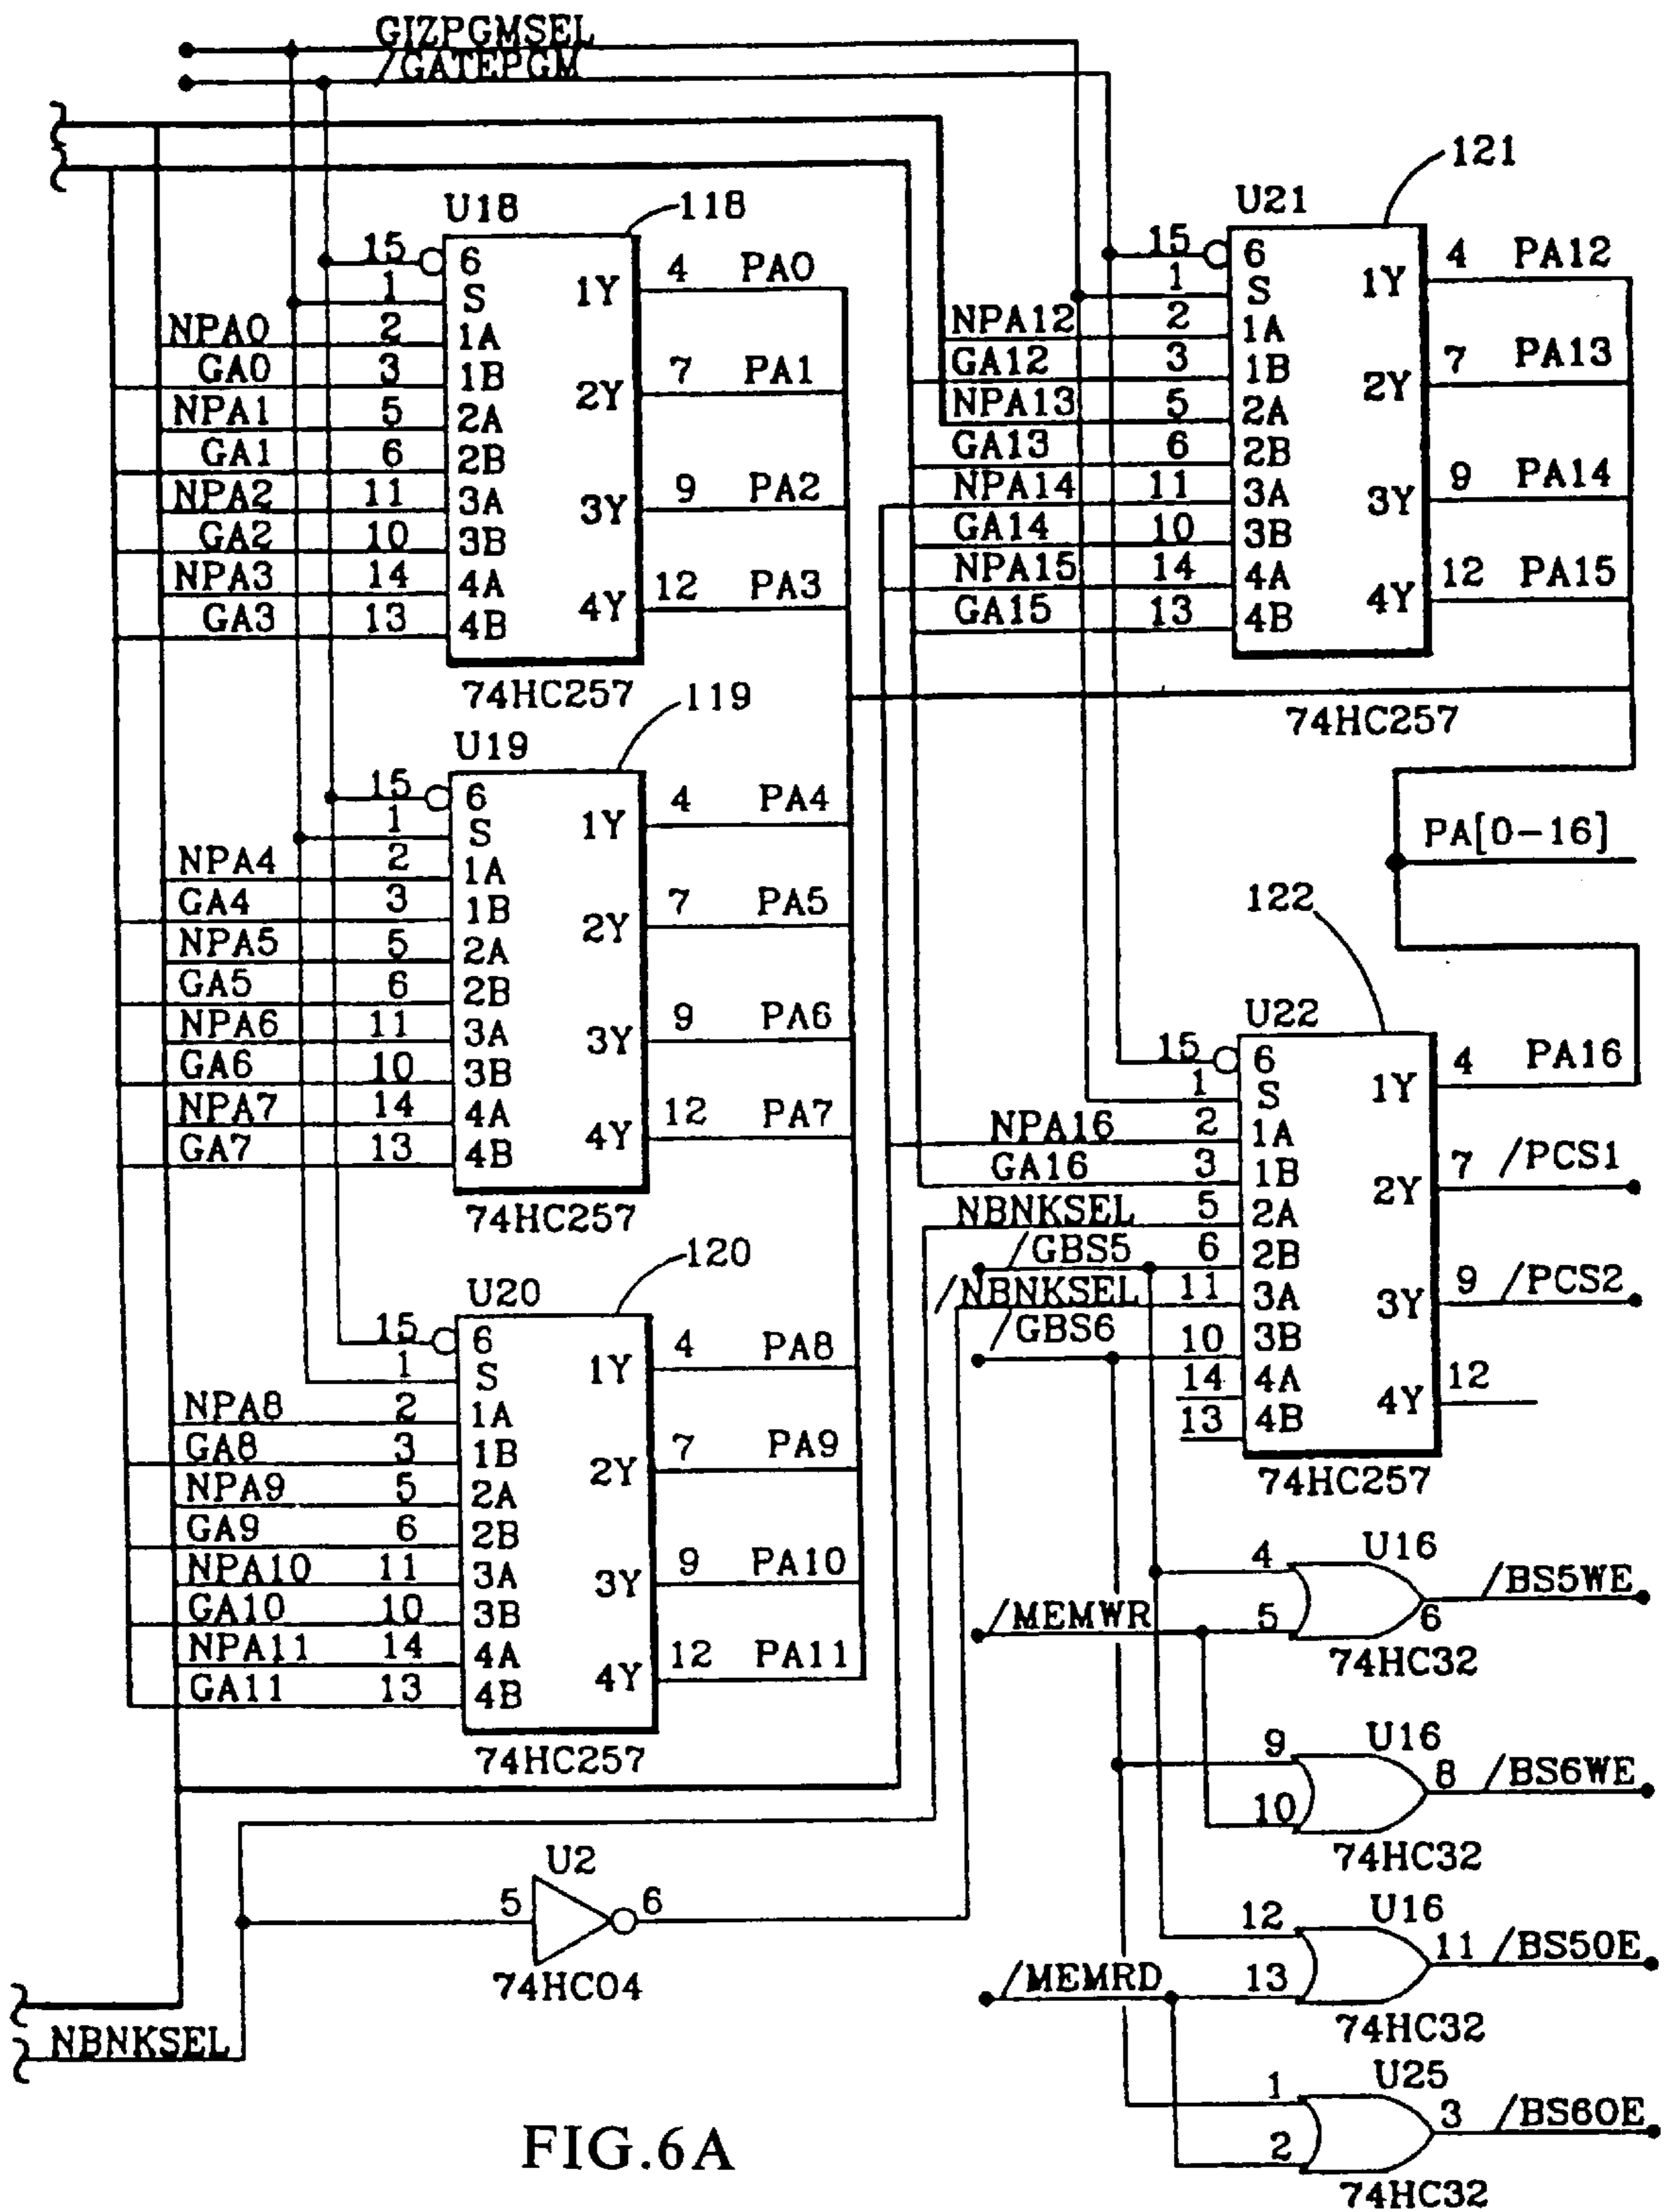 GIZPGMSEL
/GATEPGM
U18
118
15
6
1
S
NPA0
2
1A
GA0
3
1B
NPA1
5
2A
GA1
6
2B
NPA2
11
3A
GA2
10
3B
NPA3
14
4A
GA3
13
4B
1Y
4
PA0
2Y
7
PA1
3Y
9
PA2
4Y
12
PA3
74HC257
U19
119
15
6
1
S
NPA4
2
1A
GA4
3
1B
NPA5
5
2A
GA5
6
2B
NPA6
11
3A
GA6
10
3B
NPA7
14
4A
GA7
13
4B
1Y
4
PA4
2Y
7
PA5
3Y
9
PA6
4Y
12
PA7
74HC257
U20
120
15
6
1
S
NPA8
2
1A
GA8
3
1B
NPA9
5
2A
GA9
6
2B
NPA10
11
3A
GA10
10
3B
NPA11
14
4A
GA11
13
4B
1Y
4
PA8
2Y
7
PA9
3Y
9
PA10
4Y
12
PA11
74HC257
U2
5
6
74HC04
NBNKSEL
U21
121
15
6
1
S
NPA12
2
1A
GA12
3
1B
NPA13
5
2A
GA13
6
2B
NPA14
11
3A
GA14
10
3B
NPA15
14
4A
GA15
13
4B
1Y
4
PA12
2Y
7
PA13
3Y
9
PA14
4Y
12
PA15
74HC257
PA[0-16]
122
U22
15
6
1
S
NPA16
2
1A
GA16
3
1B
NBNKSEL
5
2A
/GBS5
6
2B
/NBNKSEL
11
3A
/GBS6
10
3B
14
4A
13
4B
1Y
4
PA16
2Y
7
/PCS1
3Y
9
/PCS2
4Y
12
74HC257
U16
4
/MEMWR
5
6
/BS5WE
74HC32
U16
9
10
8
/BS6WE
74HC32
U16
12
/MEMRD
13
11
/BS5OE
74HC32
U25
1
2
3
/BS6OE
74HC32
FIG.6A